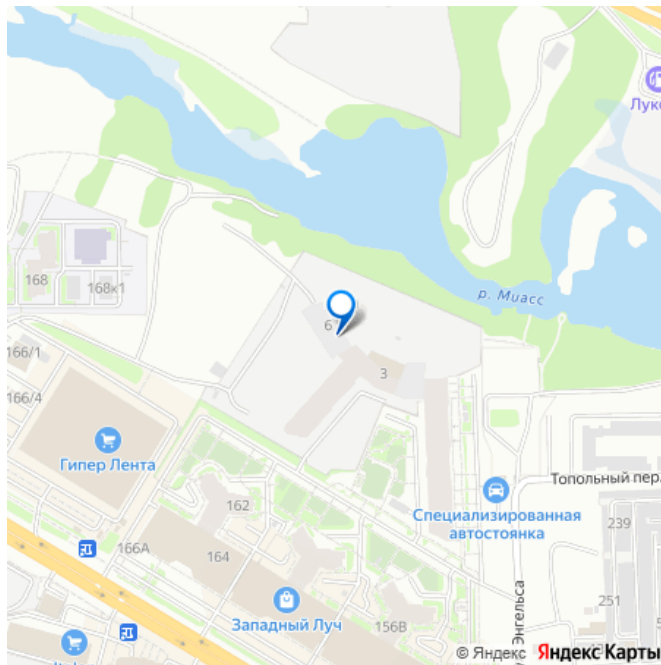 Луко
р. Миасс
168
168к1
67
3
166/1
166/4
Гипер Лента
Топольный пер.
162
Специализированная
автостоянка
239
166А
164
251
Западный Луч
156В
Энгельса
© Яндекс Яндекс Карты